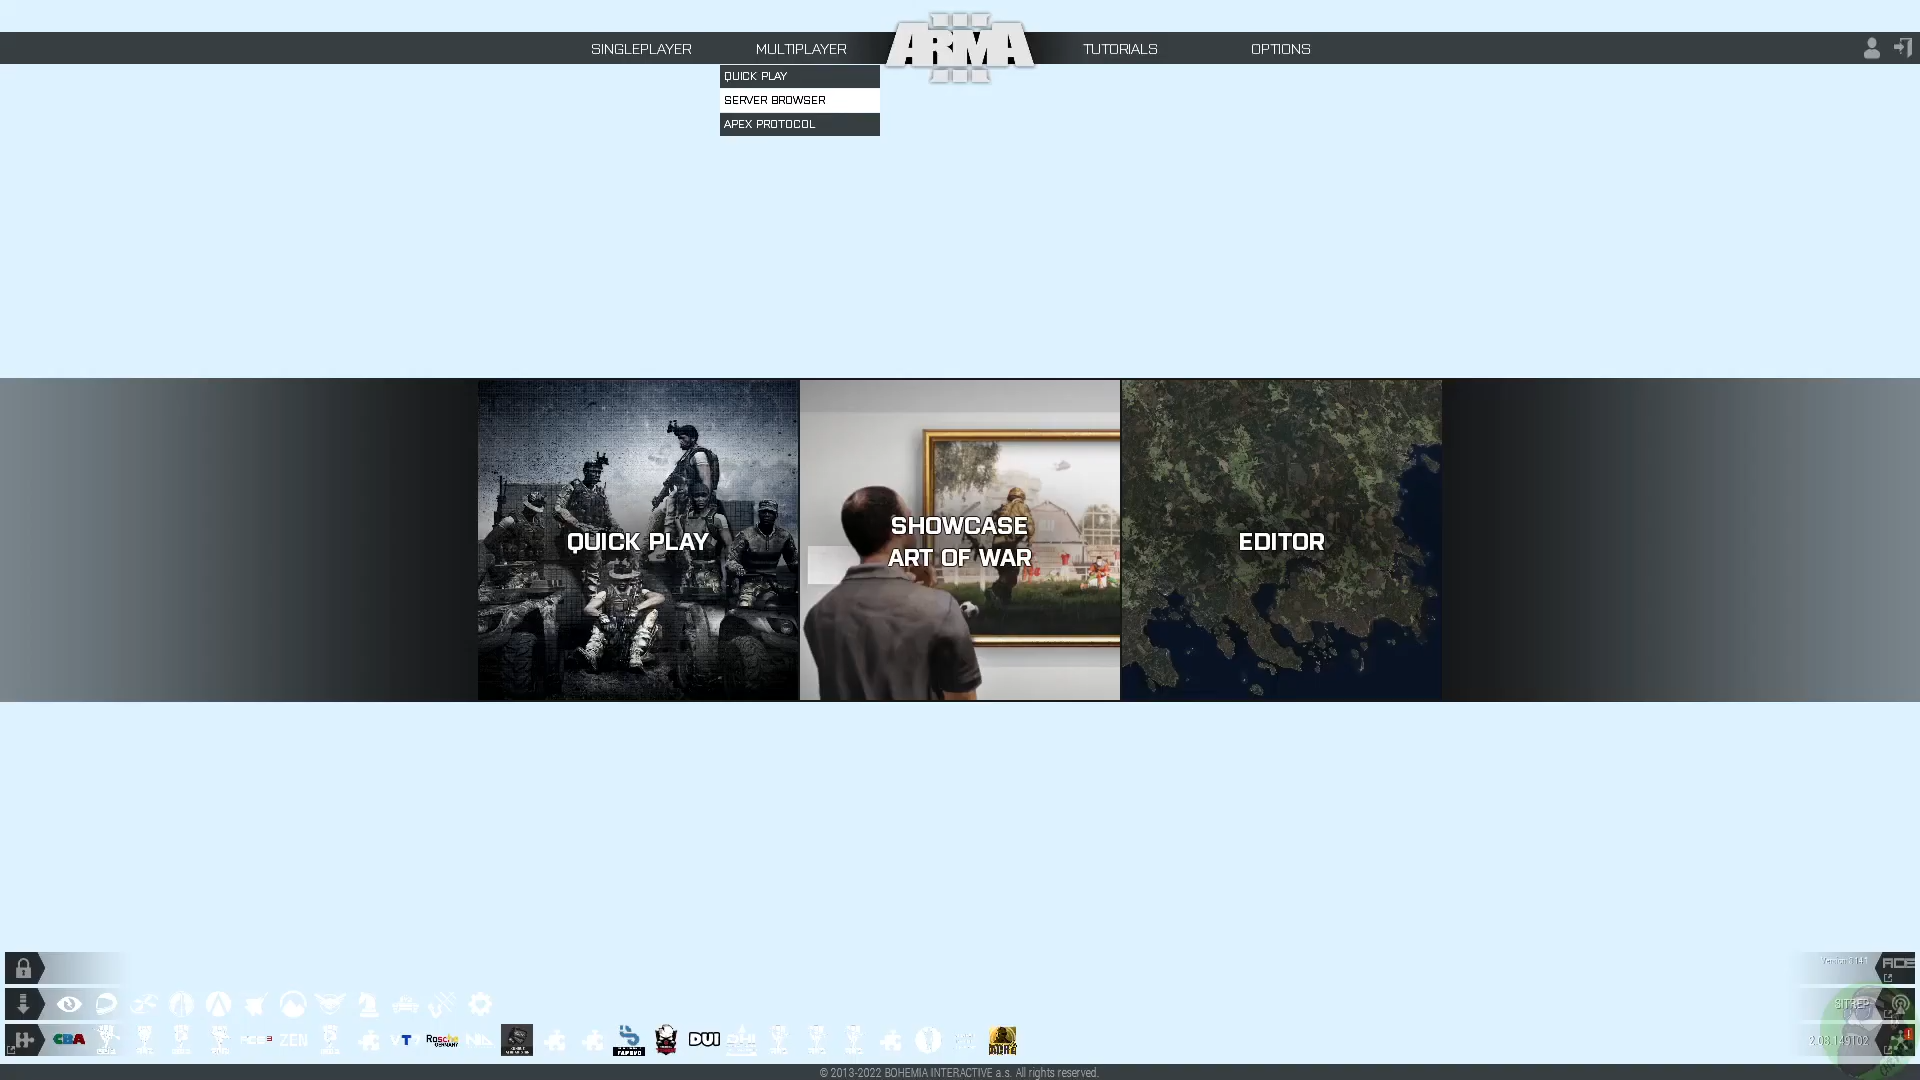 SINGLEPLAYER
MULTIPLAYER
ARMA
TUTORIALS
OPTIONS
QUICK PLAY
SERVER BROWSER
APEX PROTOCOL
QUICK PLAY
SHOWCASE
ART OF WAR
EDITOR
SITREP
CBA
ZEN
DUI
© 2013-2022 BOHEMIA INTERACTIVE a.s. All rights reserved.